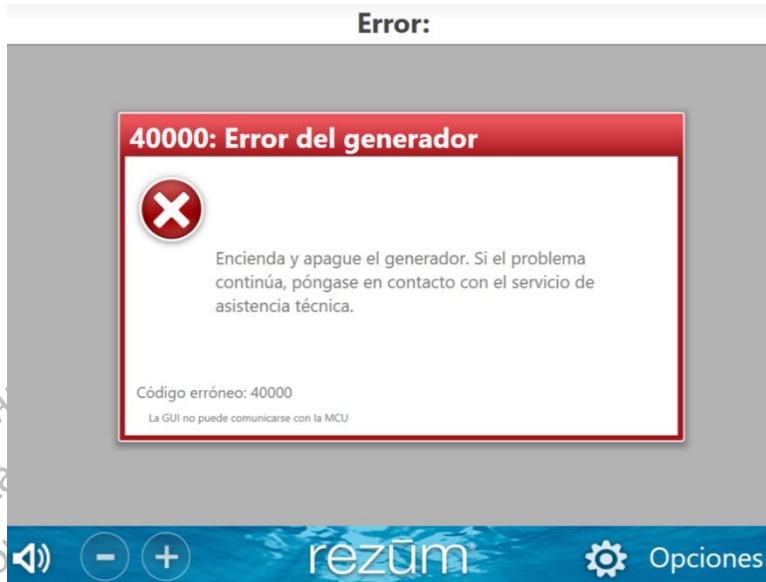 Error:
40000: Error del generador
Encienda y apague el generador. Si el problema
continúa, póngase en contacto con el servicio de
asistencia técnica.
Código erróneo: 40000
La GUI no puede comunicarse con la MCU
rezūm
Opciones